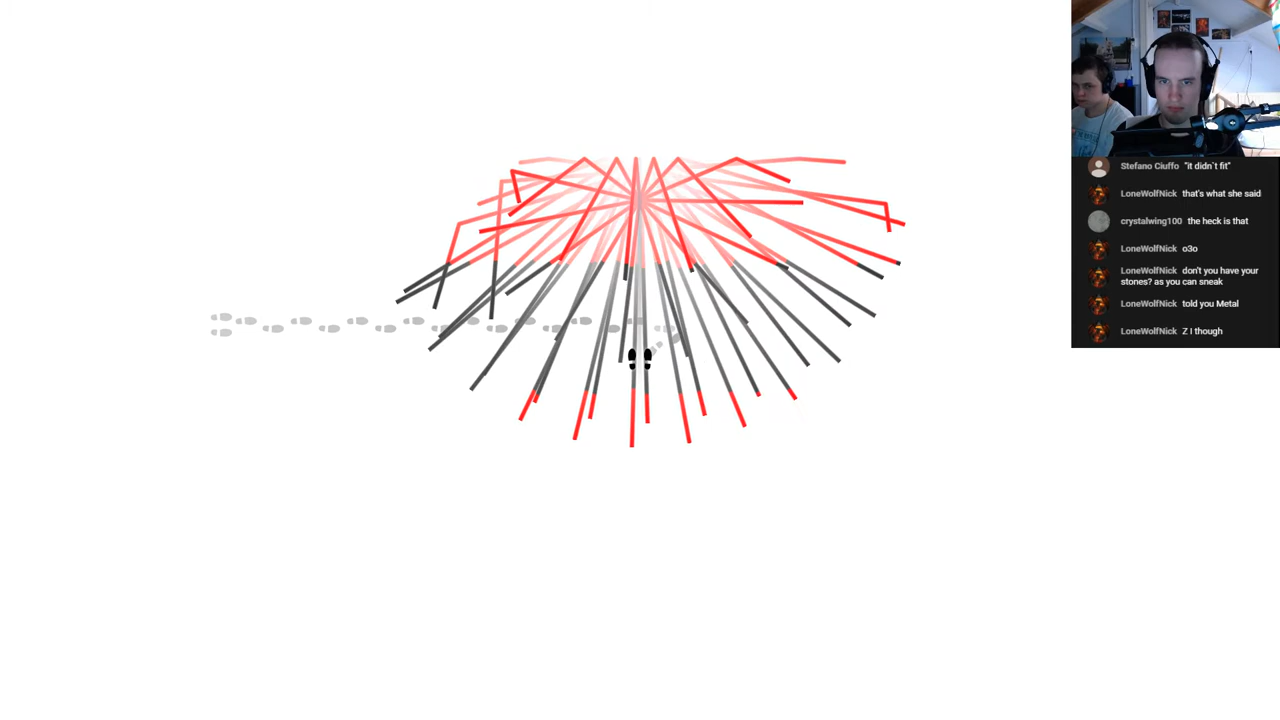 Stefano Ciuffo "it didn`t fit"
LoneWolfNick that's what she said
crystalwing100 the heck is that
LoneWolfNick o3o
LoneWolfNick don't you have your
stones? as you can sneak
LoneWolfNick told you Metal
LoneWolfNick Z I though